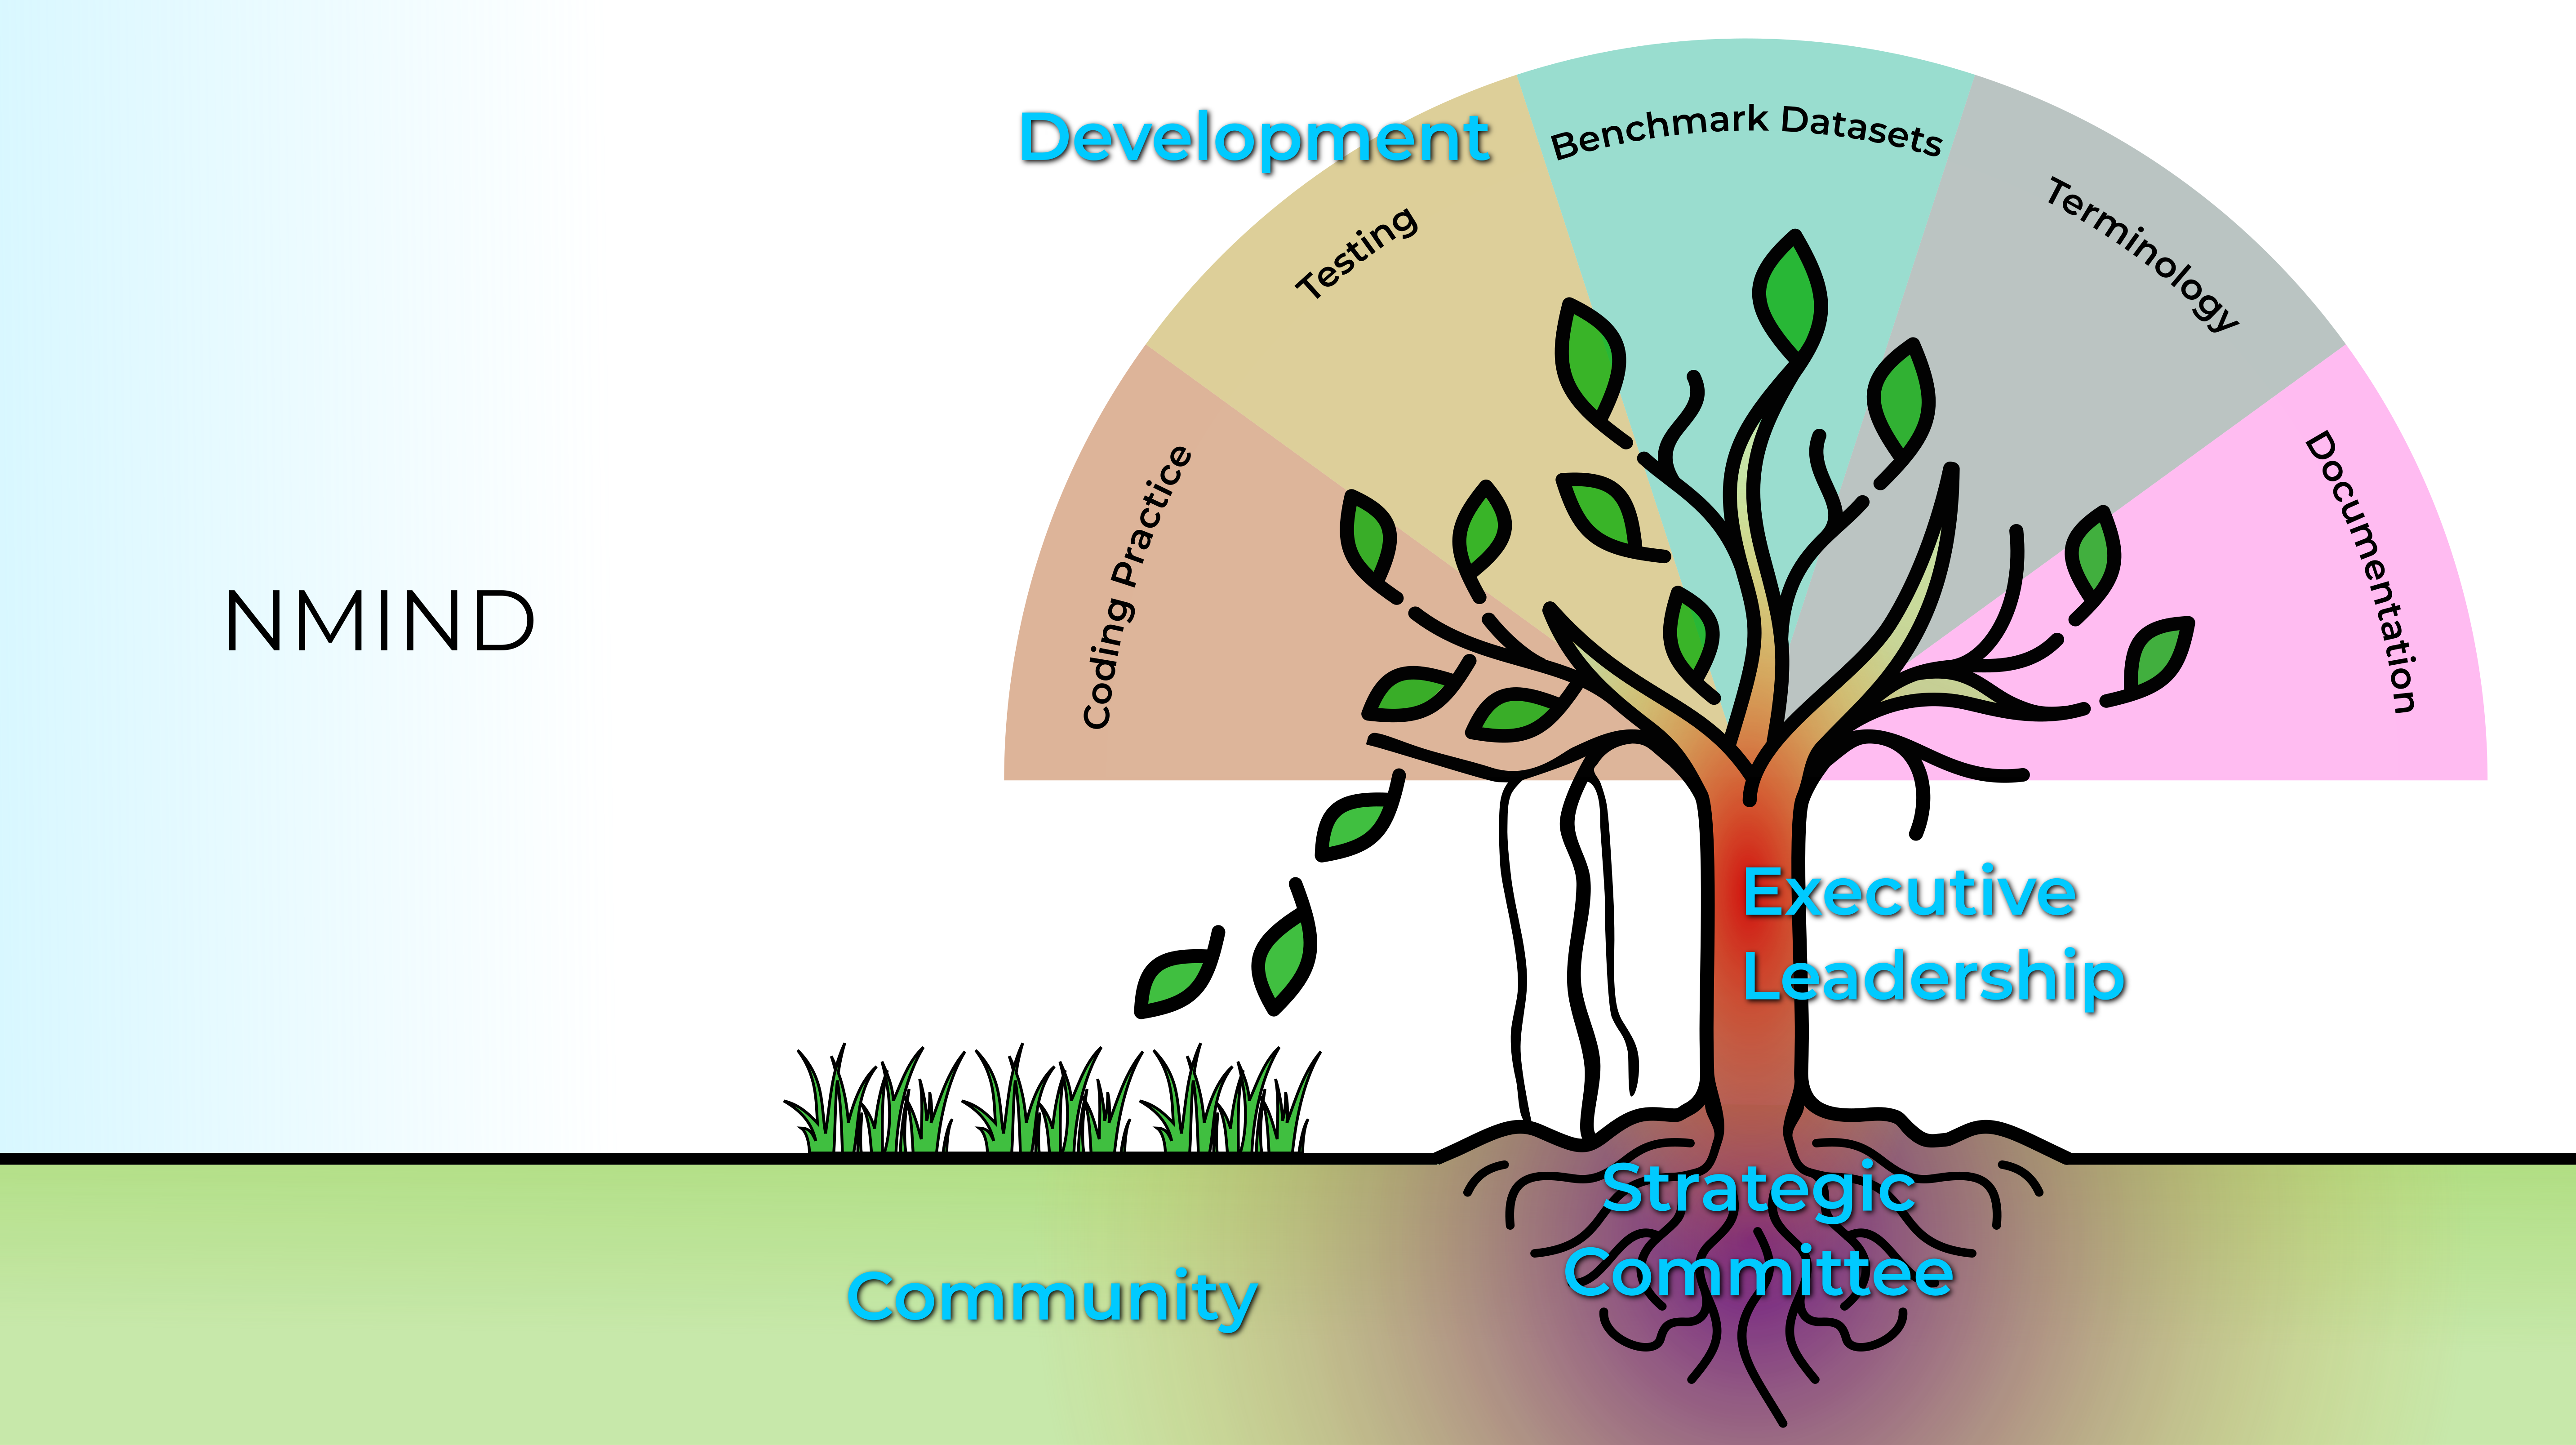 Development
Benchmark Datasets
Testing
Terminology
Coding Practice
Documentation
NMIND
Executive
Leadership
Strategic
Committee
Community